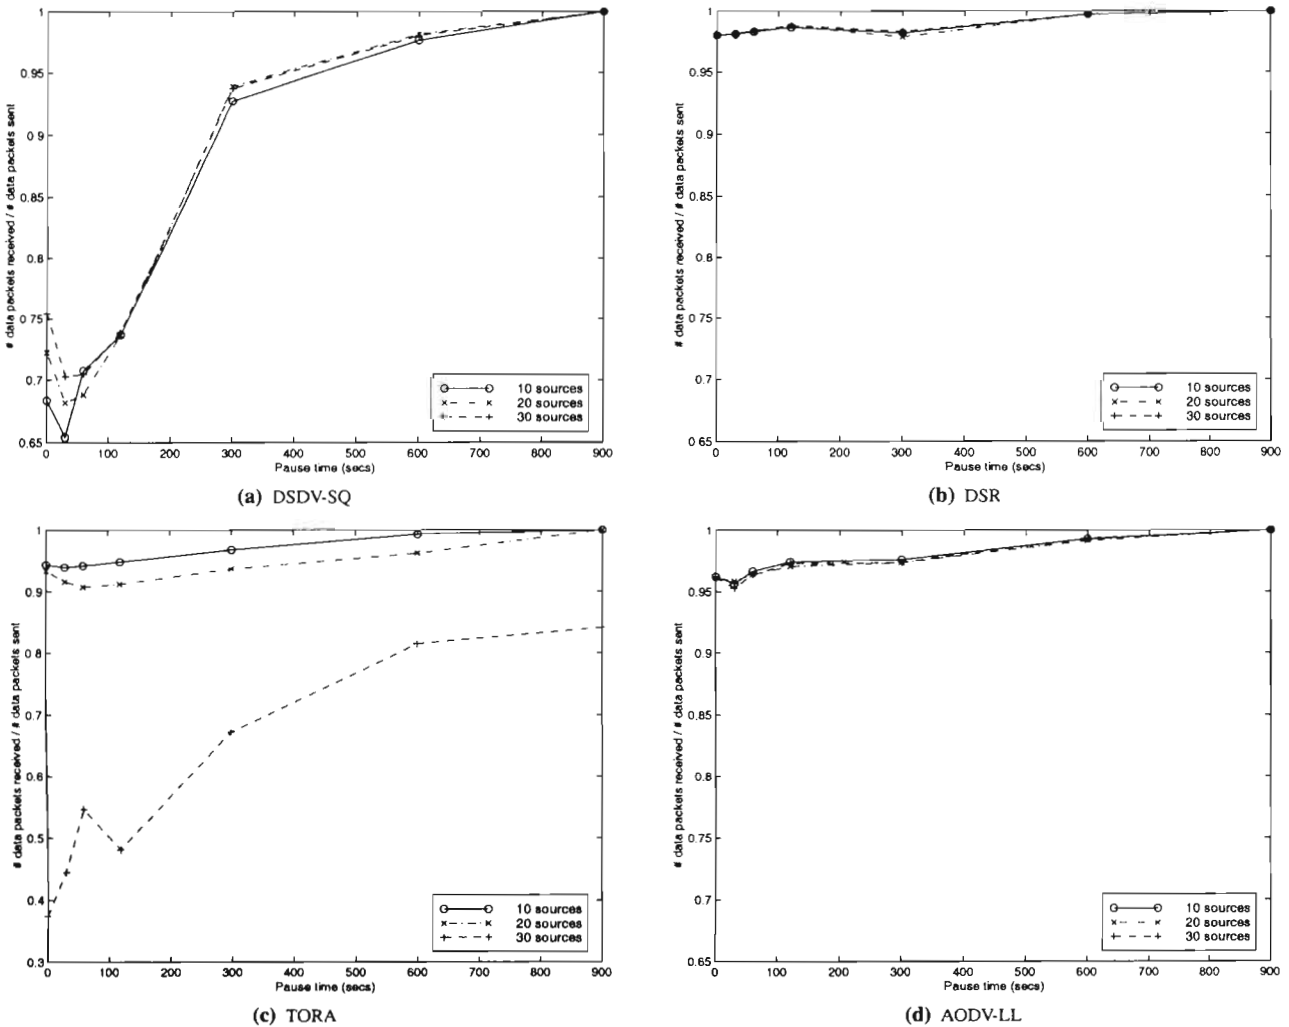 1
0.95
0.9
0.85
0.8
0.75
0.7
0.65
# data packets received / # data packets sent
10 sources
20 sources
30 sources
0 100 200 300 400 500 600 700 800 900
Pause time (secs)
(a) DSDV-SQ
1
0.95
0.9
0.85
0.8
0.75
0.7
0.65
# data packets received / # data packets sent
10 sources
20 sources
30 sources
0 100 200 300 400 500 600 700 800 900
Pause time (secs)
(b) DSR
1
0.9
0.8
0.7
0.6
0.5
0.4
0.3
# data packets received / # data packets sent
10 sources
20 sources
30 sources
0 100 200 300 400 500 600 700 800 900
Pause time (secs)
(c) TORA
1
0.95
0.9
0.85
0.8
0.75
0.7
0.65
# data packets received / # data packets sent
10 sources
20 sources
30 sources
0 100 200 300 400 500 600 700 800 900
Pause time (secs)
(d) AODV-LL